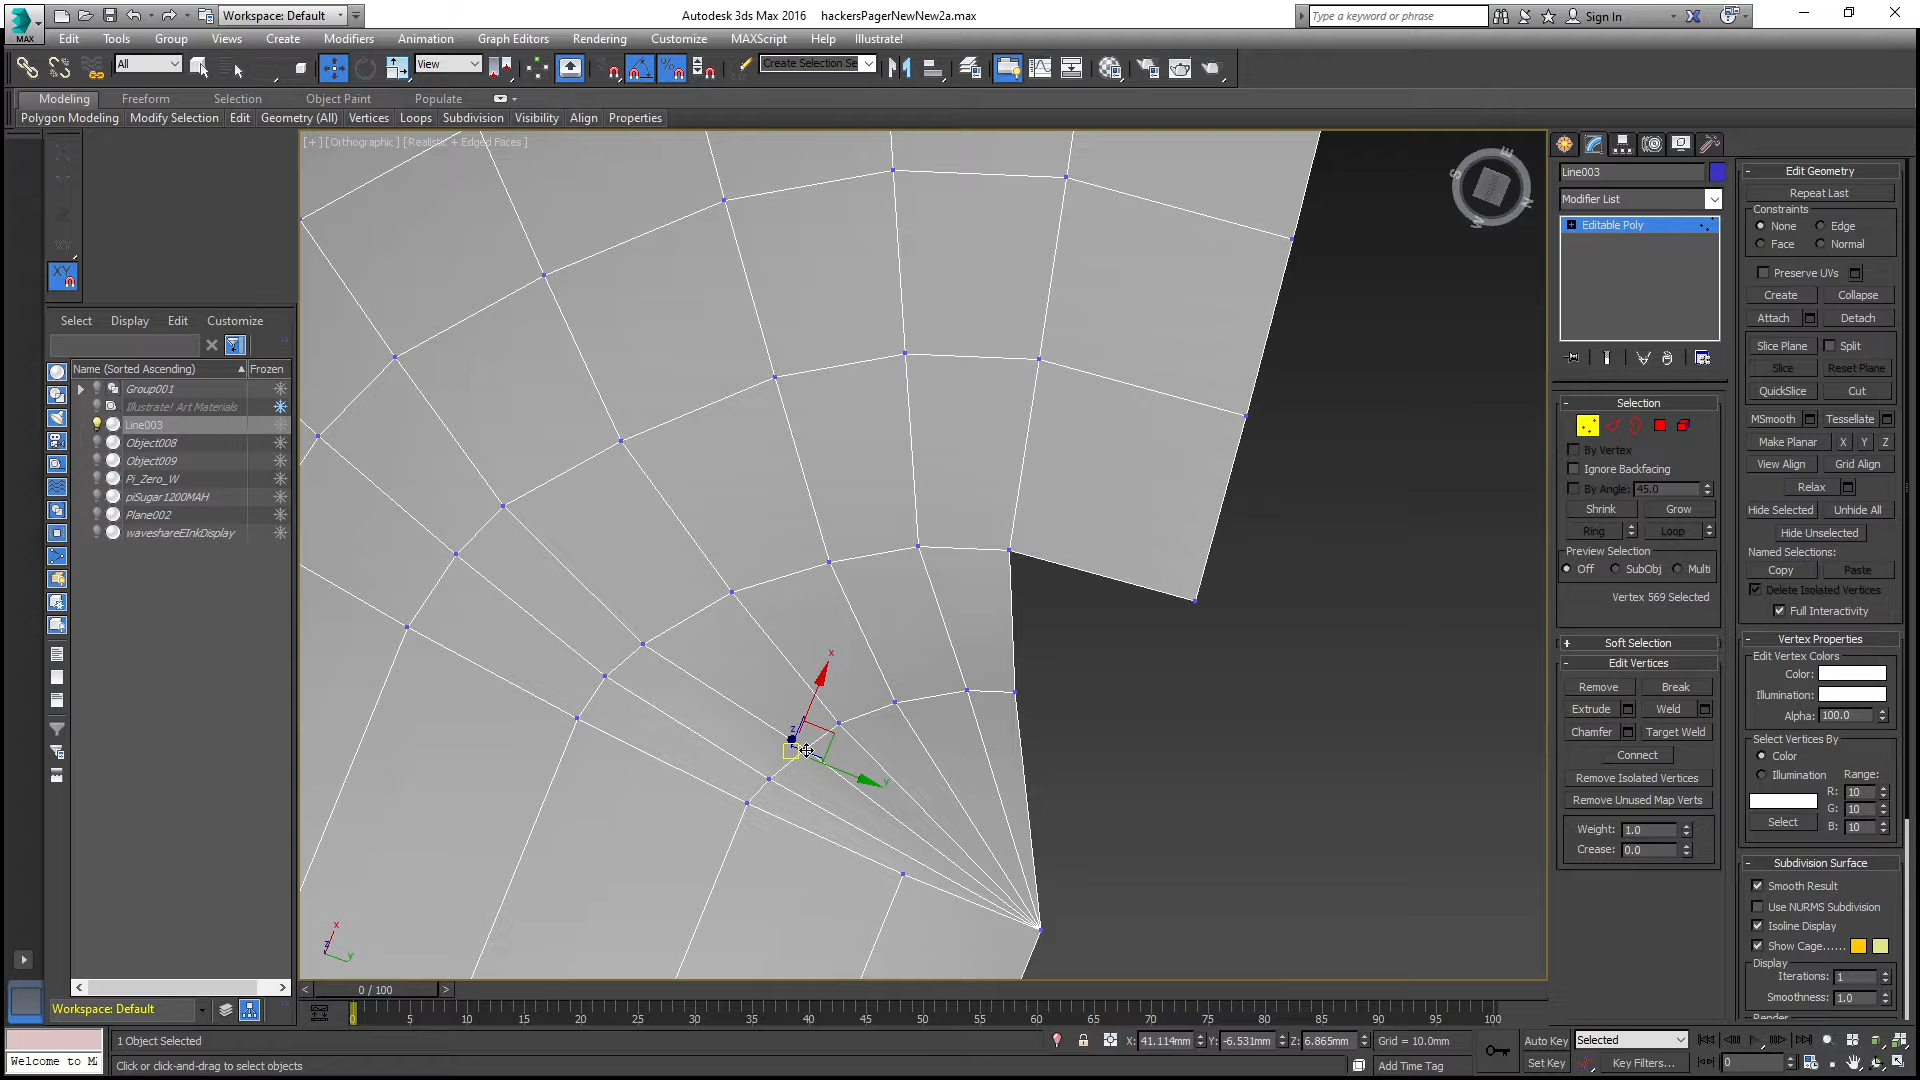 Workspace: Default
Autodesk 3ds Max 2016    hackersPagerNewNew2a.max
Type a keyword or phrase
Sign In
MAX
Edit Tools Group Views Create Modifiers Animation Graph Editors Rendering Customize MAXScript Help Illustrate!
All
View
Create Selection Se
Modeling Freeform Selection Object Paint Populate
Polygon Modeling Modify Selection Edit Geometry (All) Vertices Loops Subdivision Visibility Align Properties
[+] [Orthographic] [Realistic + Edged Faces]
XY
Select Display Edit Customize
Name (Sorted Ascending) Frozen
Group001
Illustrate! Art Materials
Line003
Object008
Object009
Pi_Zero_W
piSugar1200MAH
Plane002
waveshareEInkDisplay
x
z
y
x
z
y
S
E
N
W
Line003
Modifier List
Editable Poly
Selection
By Vertex
Ignore Backfacing
By Angle: 45.0
Shrink Grow
Ring Loop
Preview Selection
Off SubObj Multi
Vertex 569 Selected
Soft Selection
Edit Vertices
Remove Break
Extrude Weld
Chamfer Target Weld
Connect
Remove Isolated Vertices
Remove Unused Map Verts
Weight: 1.0
Crease: 0.0
Edit Geometry
Repeat Last
Constraints
None Edge
Face Normal
Preserve UVs
Create Collapse
Attach Detach
Slice Plane Split
Slice Reset Plane
QuickSlice Cut
MSmooth Tessellate
Make Planar X Y Z
View Align Grid Align
Relax
Hide Selected Unhide All
Hide Unselected
Named Selections:
Copy Paste
Delete Isolated Vertices
Full Interactivity
Vertex Properties
Edit Vertex Colors
Color:
Illumination:
Alpha: 100.0
Select Vertices By
Color
Illumination Range:
R: 10
G: 10
Select B: 10
Subdivision Surface
Smooth Result
Use NURMS Subdivision
Isoline Display
Show Cage......
Display
Iterations: 1
Smoothness: 1.0
Render
0 / 100
Workspace: Default
0 5 10 15 20 25 30 35 40 45 50 55 60 65 70 75 80 85 90 95 100
1 Object Selected
X: 41.114mm Y: -6.531mm Z: 6.865mm Grid = 10.0mm
Auto Key Selected
Welcome to M
Click or click-and-drag to select objects
Add Time Tag
Set Key Key Filters... 0